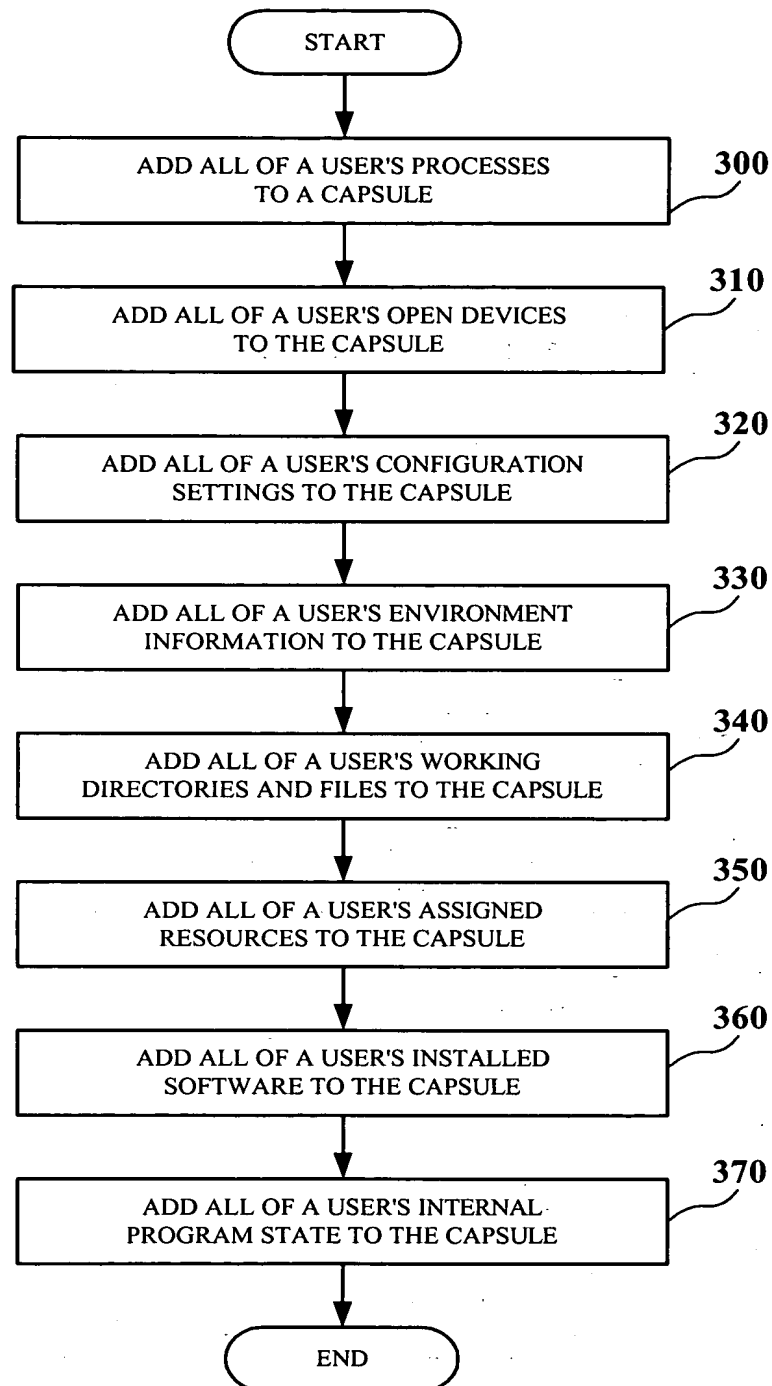 START
ADD ALL OF A USER'S PROCESSES
TO A CAPSULE
300
ADD ALL OF A USER'S OPEN DEVICES
TO THE CAPSULE
310
ADD ALL OF A USER'S CONFIGURATION
SETTINGS TO THE CAPSULE
320
ADD ALL OF A USER'S ENVIRONMENT
INFORMATION TO THE CAPSULE
330
ADD ALL OF A USER'S WORKING
DIRECTORIES AND FILES TO THE CAPSULE
340
ADD ALL OF A USER'S ASSIGNED
RESOURCES TO THE CAPSULE
350
ADD ALL OF A USER'S INSTALLED
SOFTWARE TO THE CAPSULE
360
ADD ALL OF A USER'S INTERNAL
PROGRAM STATE TO THE CAPSULE
370
END